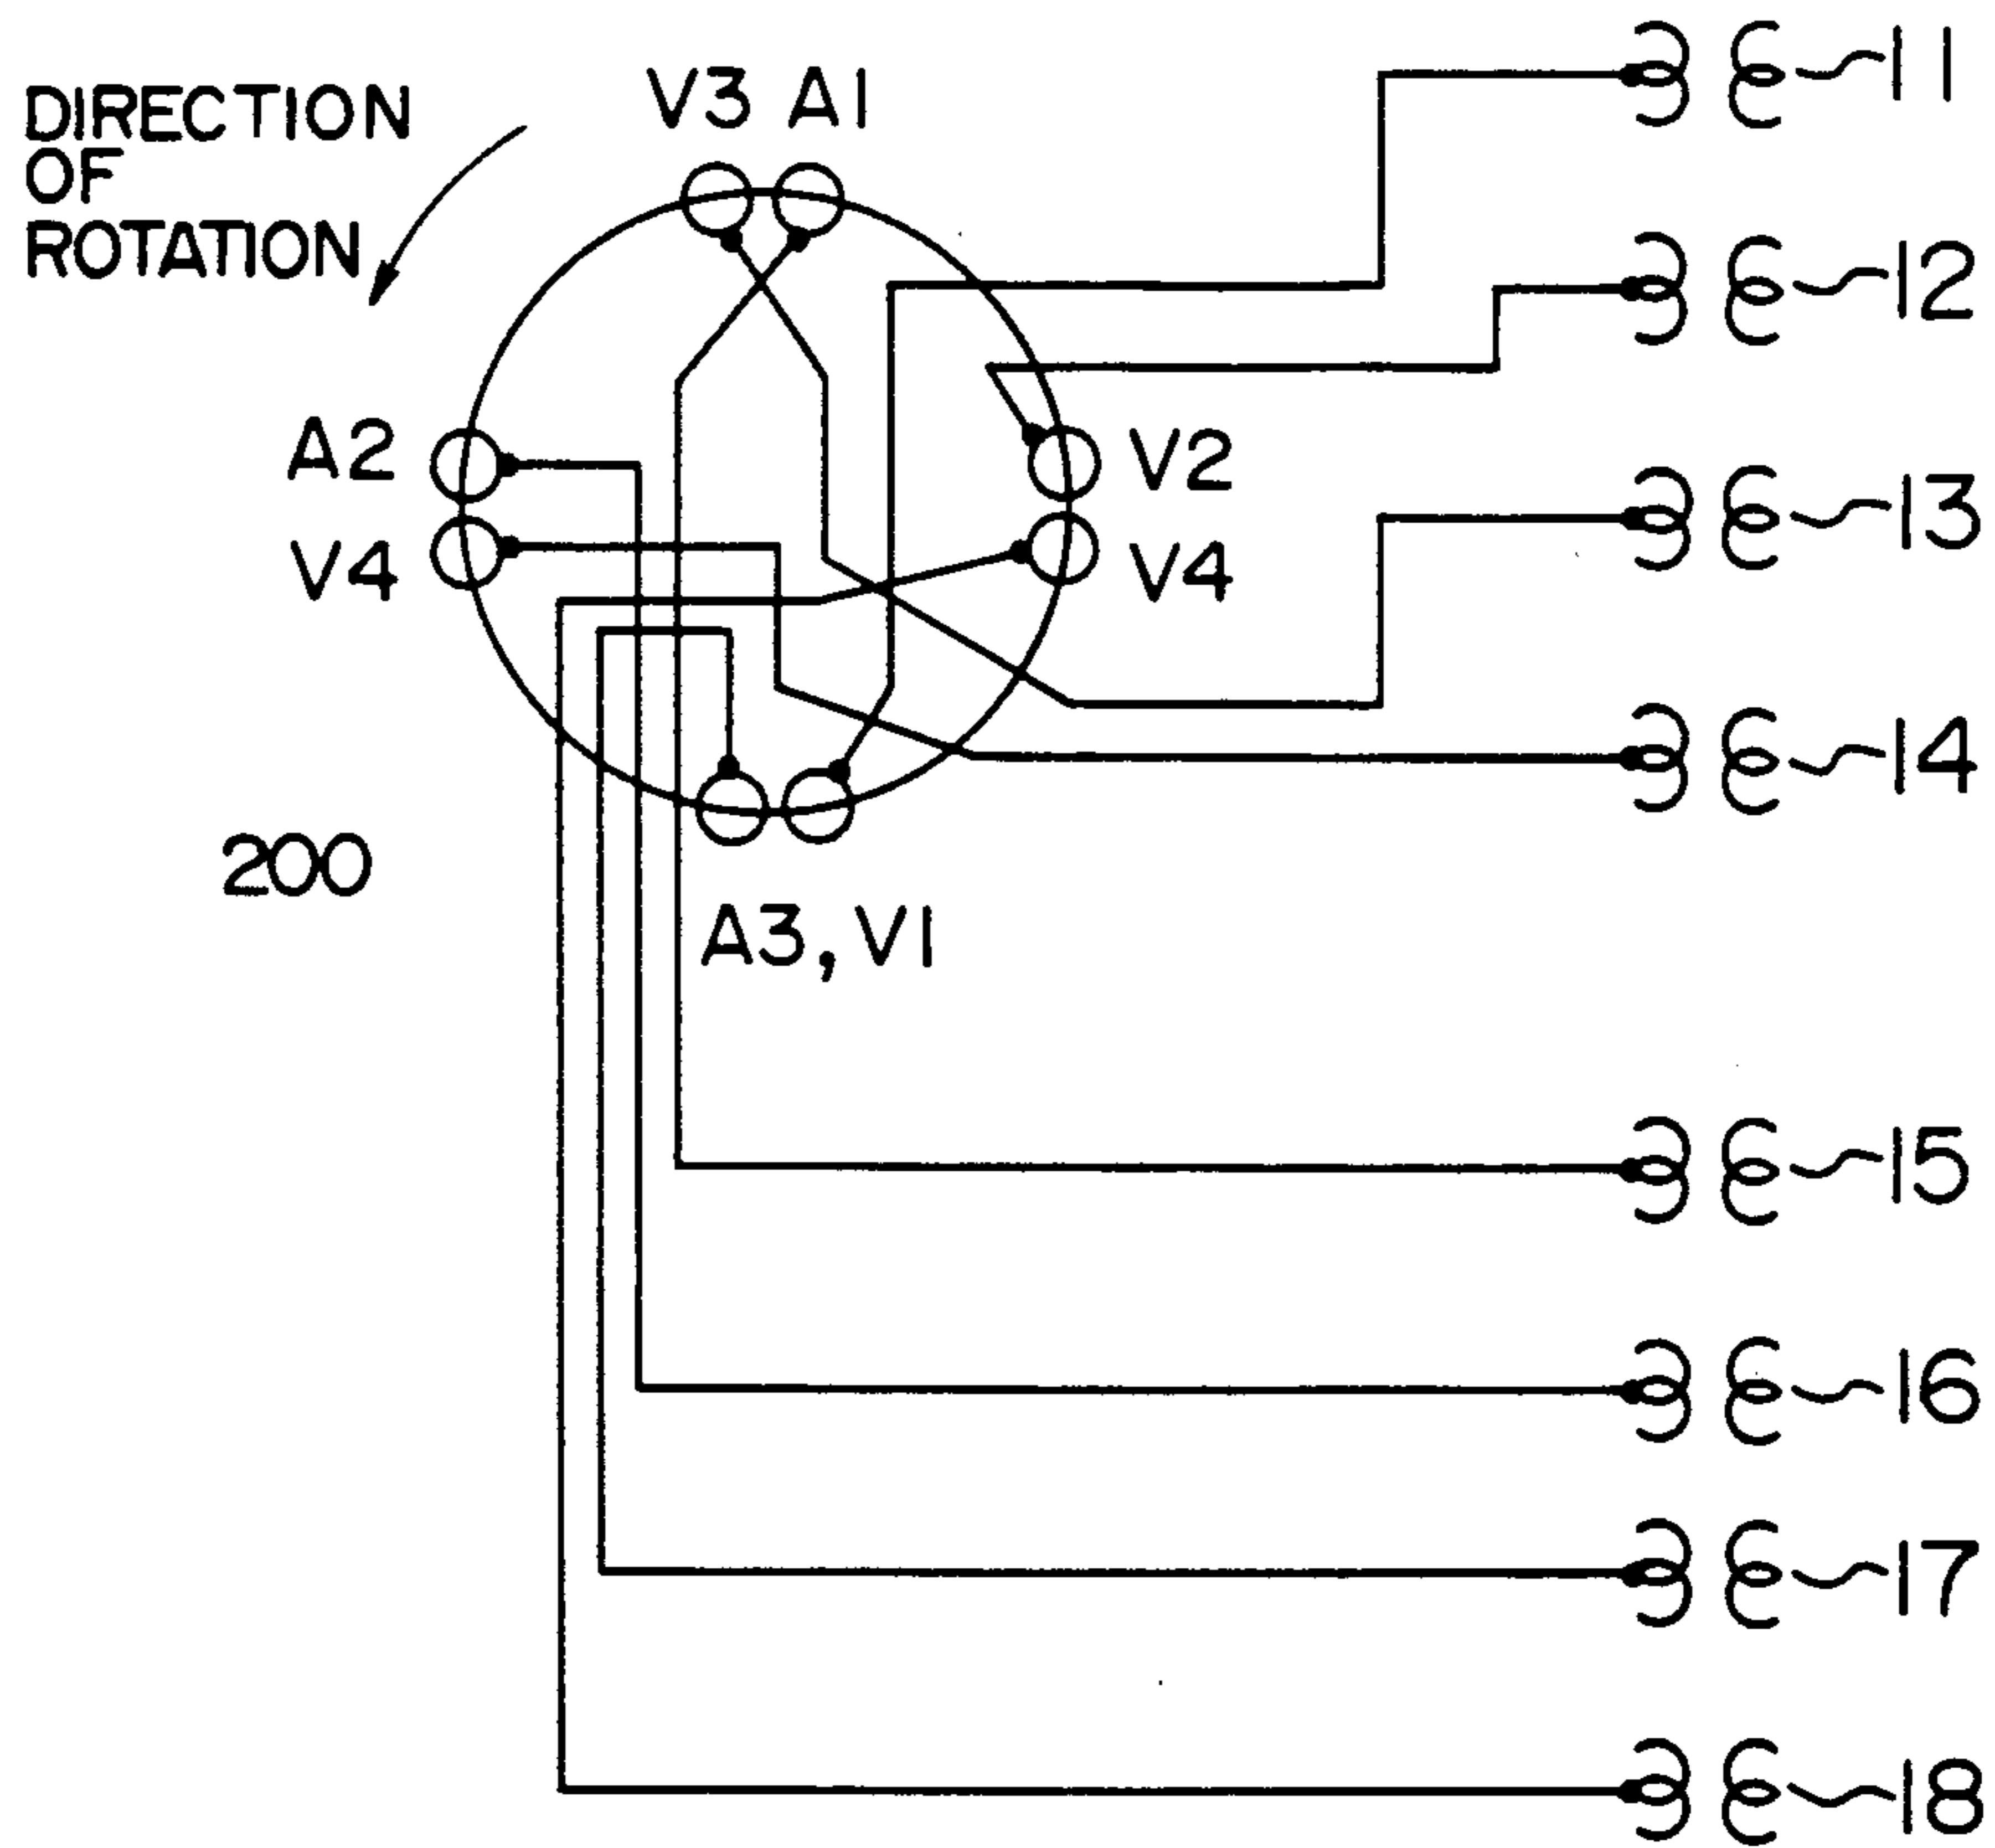 DIRECTION
OF
ROTATION
V3 A1
11
12
A2
V2
13
V4
V4
14
200
A3, V1
15
16
17
18